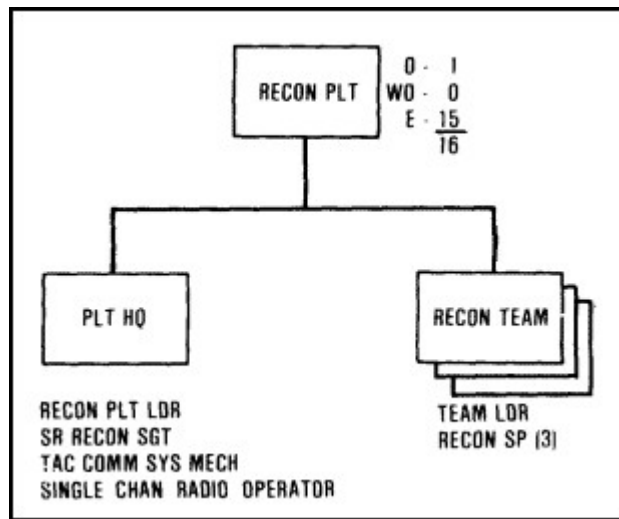 RECON PLT
O - 1
WO - 0
E - 15
16
PLT HQ
RECON TEAM
RECON PLT LDR
SR RECON SGT
TAC COMM SYS MECH
SINGLE CHAN RADIO OPERATOR
TEAM LDR
RECON SP (3)